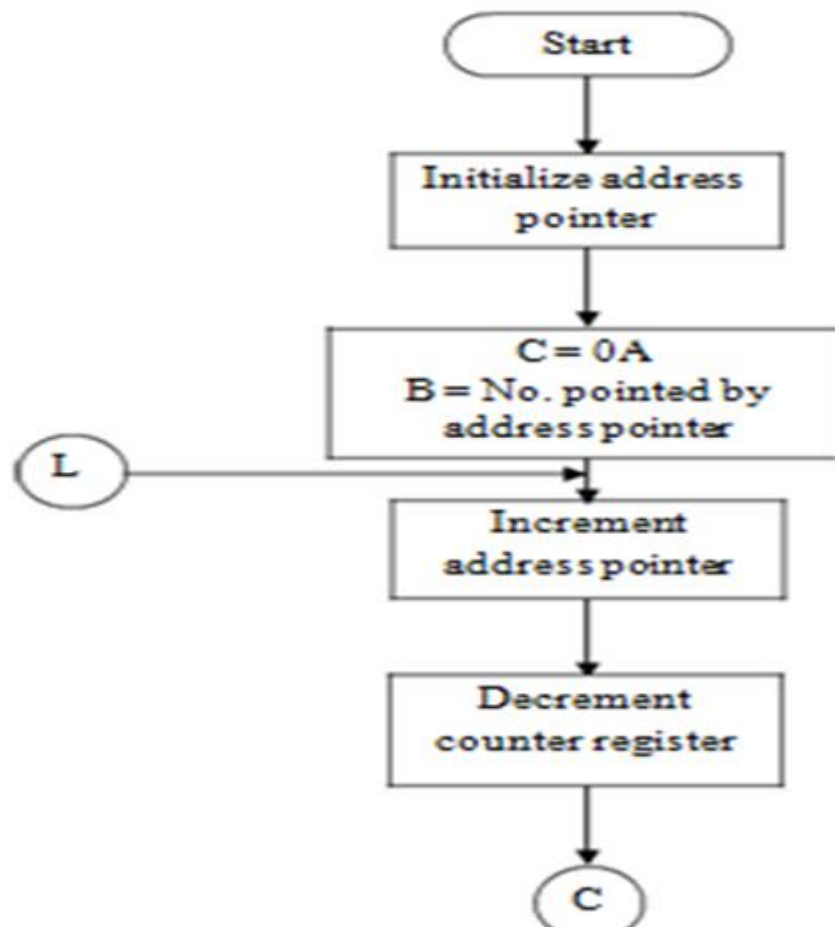 Start
Initialize address
pointer
C = 0A
B = No. pointed by
address pointer
L
Increment
address pointer
Decrement
counter register
C